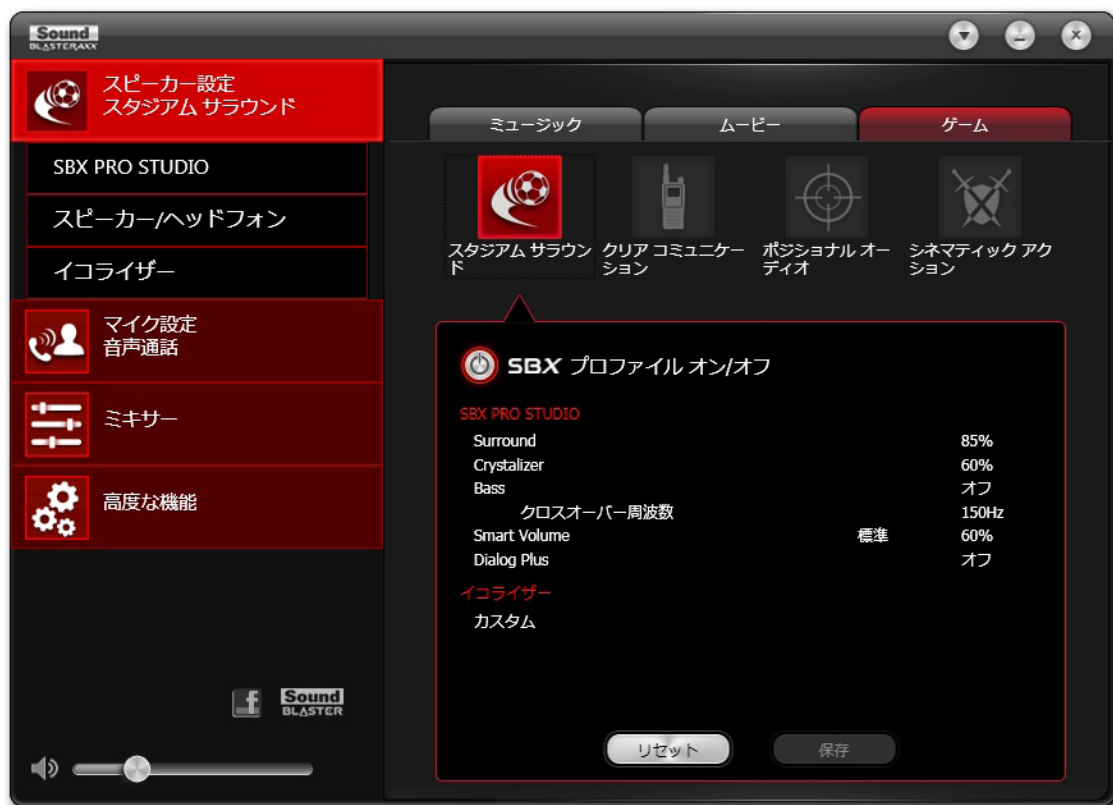 Sound
BLASTERAXX
スピーカー設定
スタジアム サラウンド
SBX PRO STUDIO
スピーカー/ヘッドフォン
イコライザー
マイク設定
音声通話
ミキサー
高度な機能
f
Sound
BLASTER
ミュージック
ムービー
ゲーム
スタジアム サラウン
ド
クリア コミュニケー
ション
ポジショナル オー
ディオ
シネマティック アク
ション
SBX プロファイル オン/オフ
SBX PRO STUDIO
Surround 85%
Crystalizer 60%
Bass オフ
クロスオーバー周波数 150Hz
Smart Volume 標準 60%
Dialog Plus オフ
イコライザー
カスタム
リセット
保存